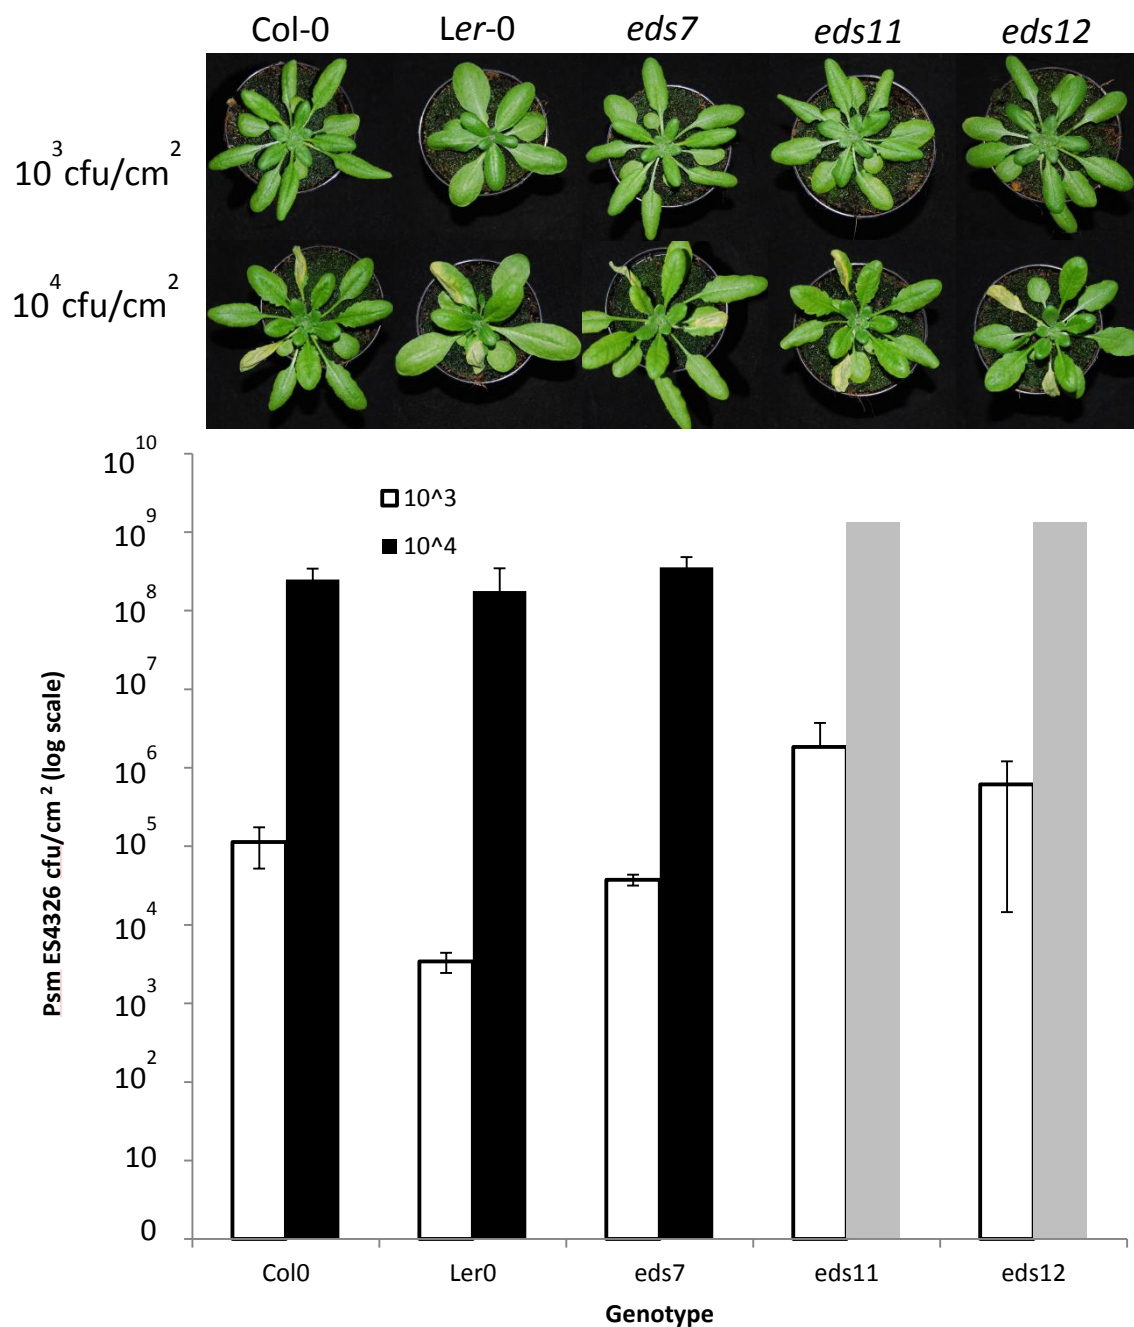 Col-0 Ler-0 eds7 eds11 eds12
10^3 cfu/cm^2
10^4 cfu/cm^2
10^10
10^9
10^8
10^7
10^6
10^5
10^4
10^3
10^2
10
0
10^3
10^4
Psm ES4326 cfu/cm^2 (log scale)
Col0 Ler0 eds7 eds11 eds12
Genotype